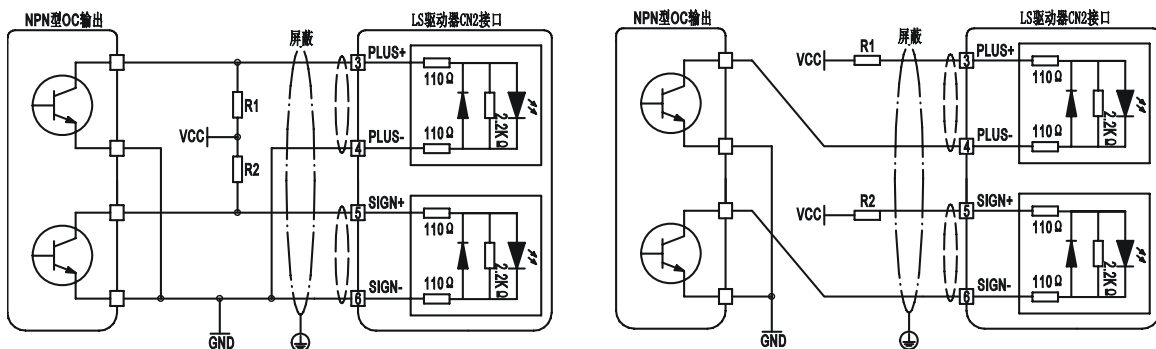 NPN型OC输出
LS驱动器CN2接口
屏蔽
3
PLUS+
110Ω
2.2KΩ
R1
VCC
R2
110Ω
4
PLUS-
5
SIGN+
110Ω
2.2KΩ
110Ω
6
SIGN-
GND
NPN型OC输出
LS驱动器CN2接口
屏蔽
VCC
R1
3
PLUS+
110Ω
2.2KΩ
110Ω
4
PLUS-
VCC
R2
5
SIGN+
110Ω
2.2KΩ
110Ω
6
SIGN-
GND